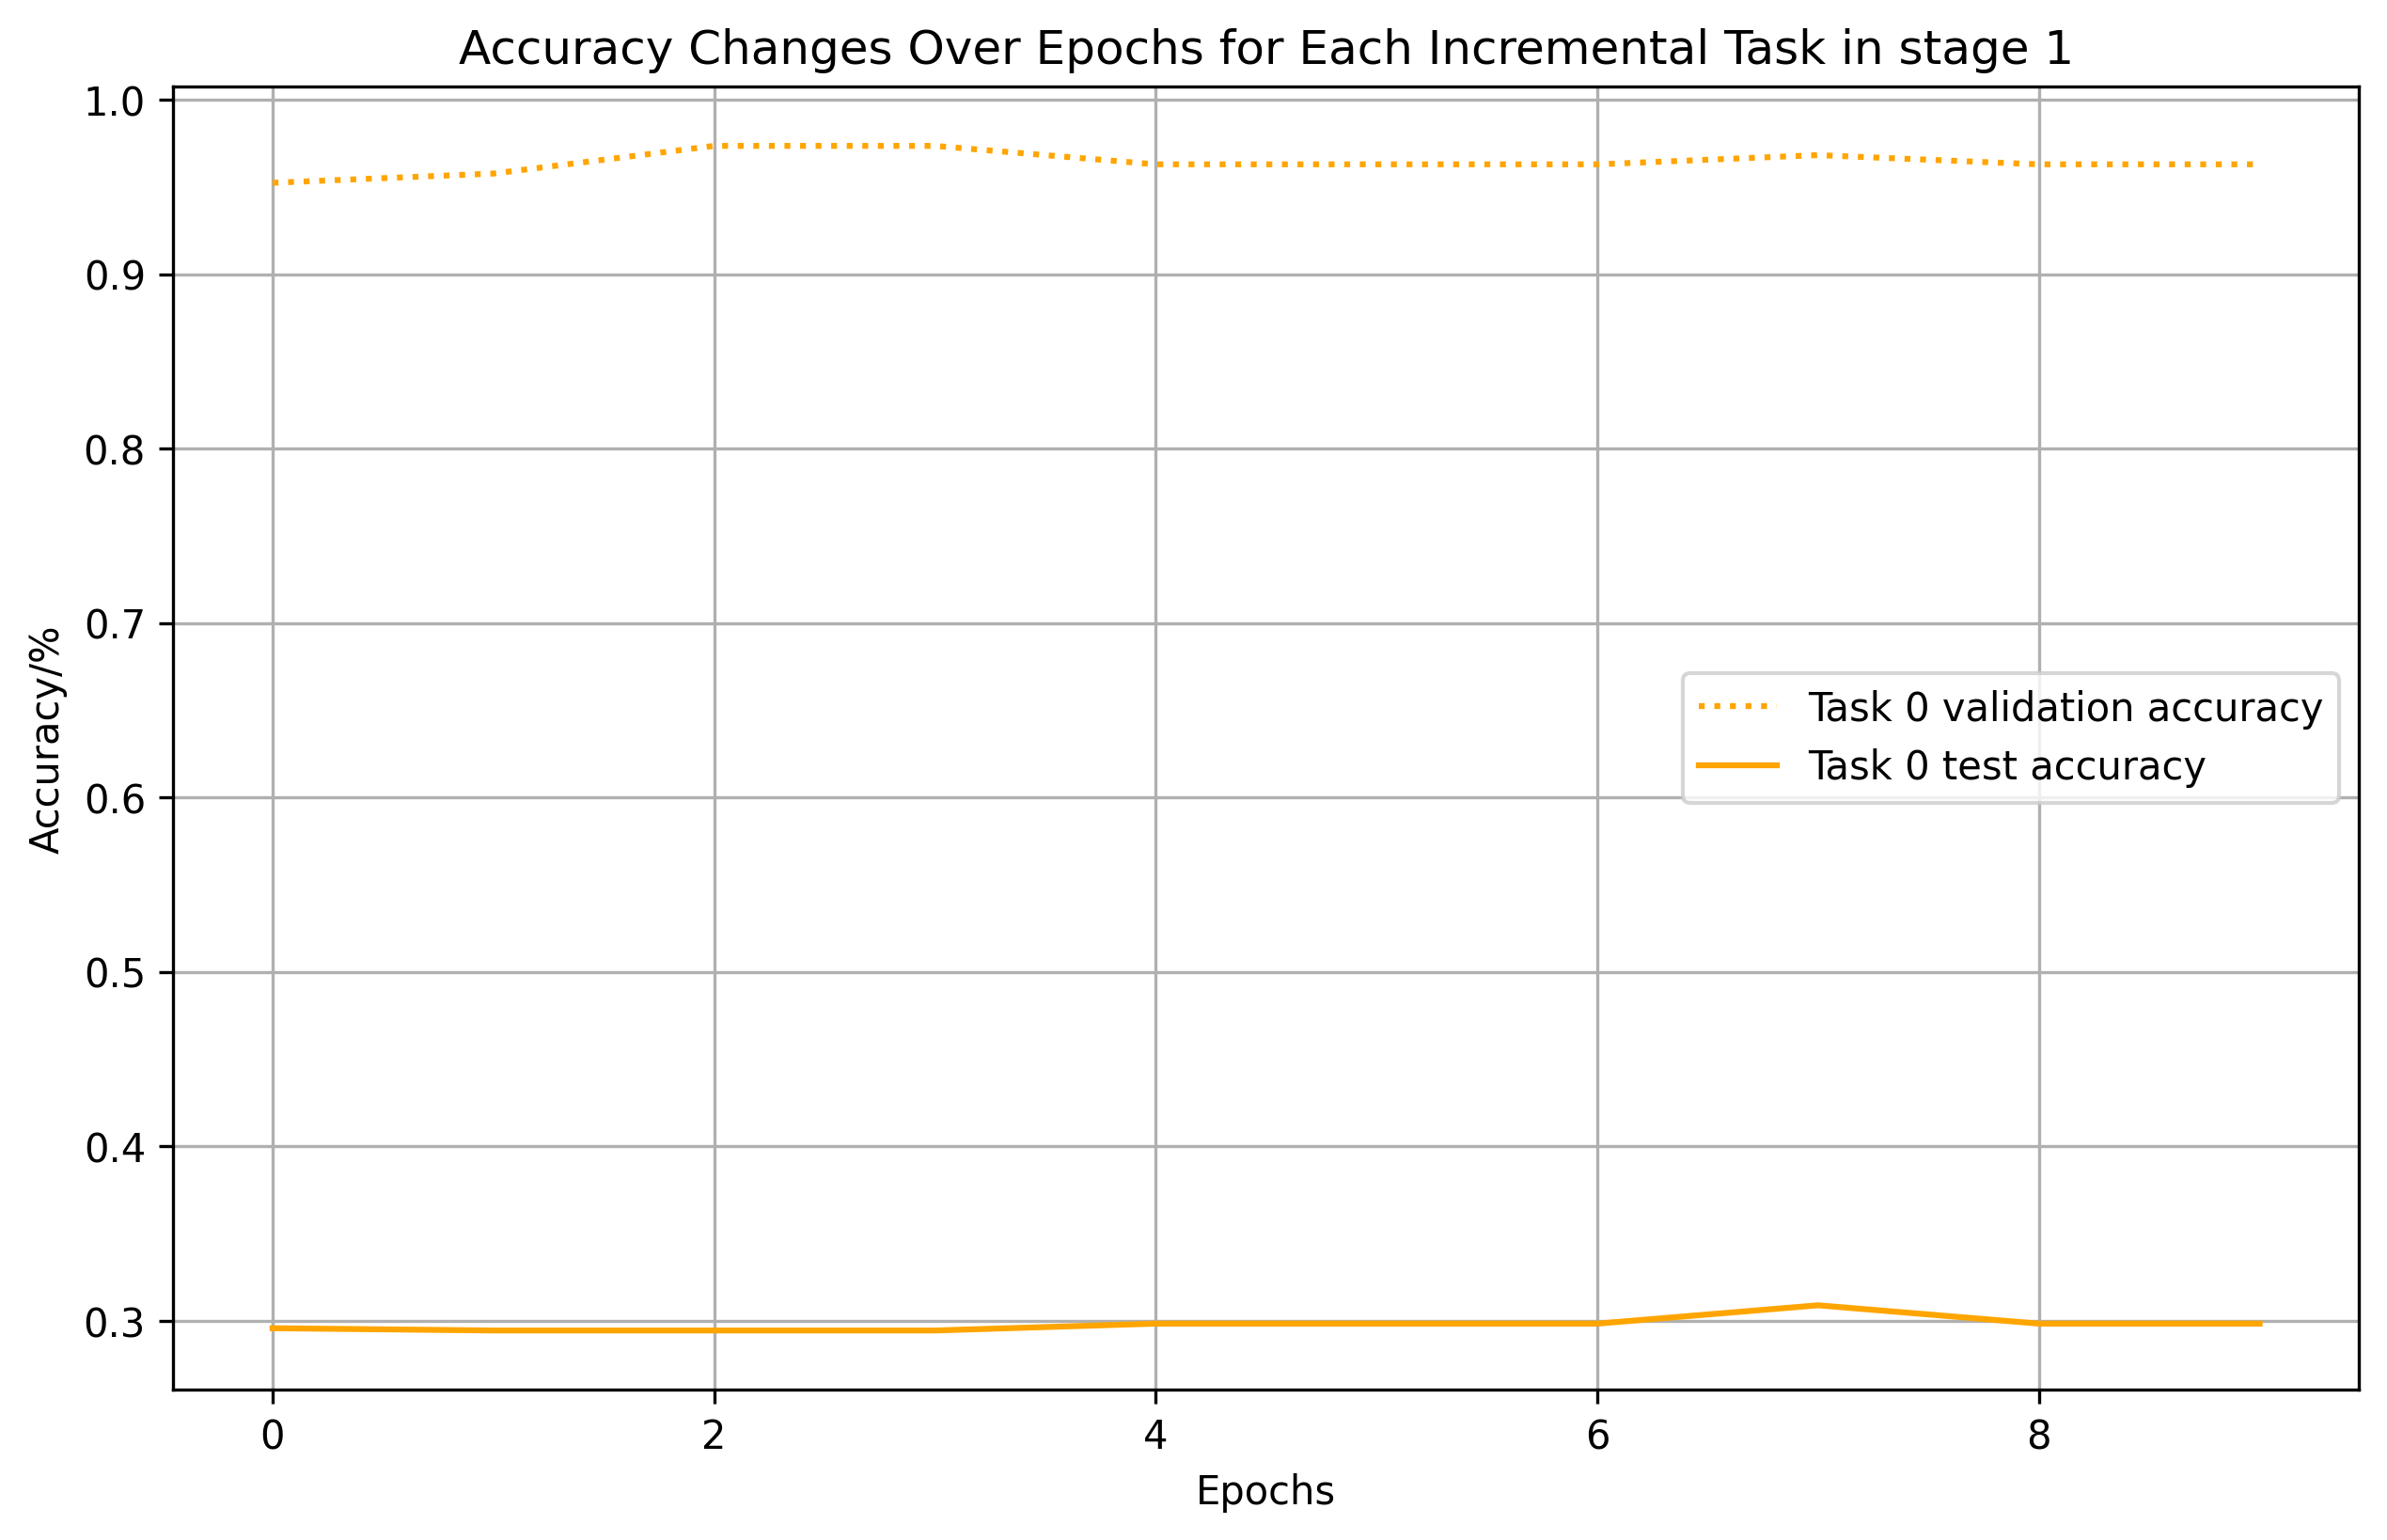 Accuracy Changes Over Epochs for Each Incremental Task in stage 1
1.0
0.9
0.8
0.7
0.6
0.5
0.4
0.3
Accuracy/%
Task 0 validation accuracy
Task 0 test accuracy
0 2 4 6 8
Epochs